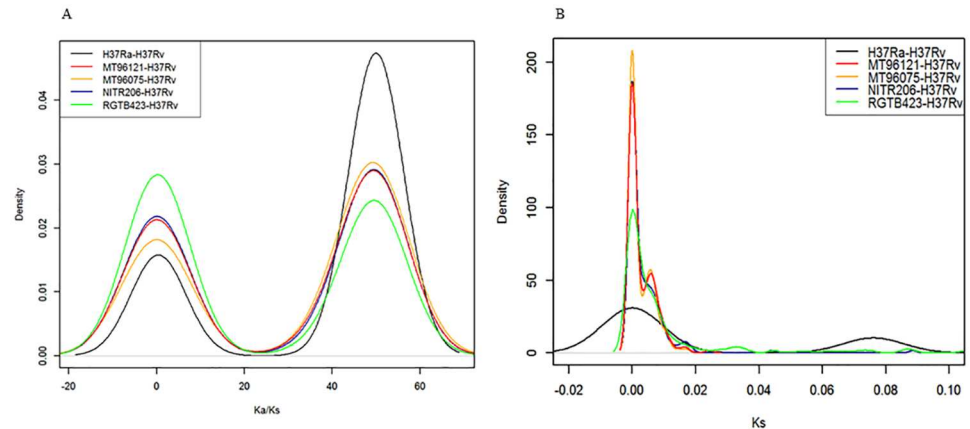 A
H37Ra-H37Rv
MT96121-H37Rv
MT96075-H37Rv
NITR206-H37Rv
RGTB423-H37Rv
Density
0.00
0.01
0.02
0.03
0.04
-20
0
20
40
60
Ka/Ks
B
H37Ra-H37Rv
MT96121-H37Rv
MT96075-H37Rv
NITR206-H37Rv
RGTB423-H37Rv
Density
0
50
100
150
200
-0.02
0.00
0.02
0.04
0.06
0.08
0.10
Ks